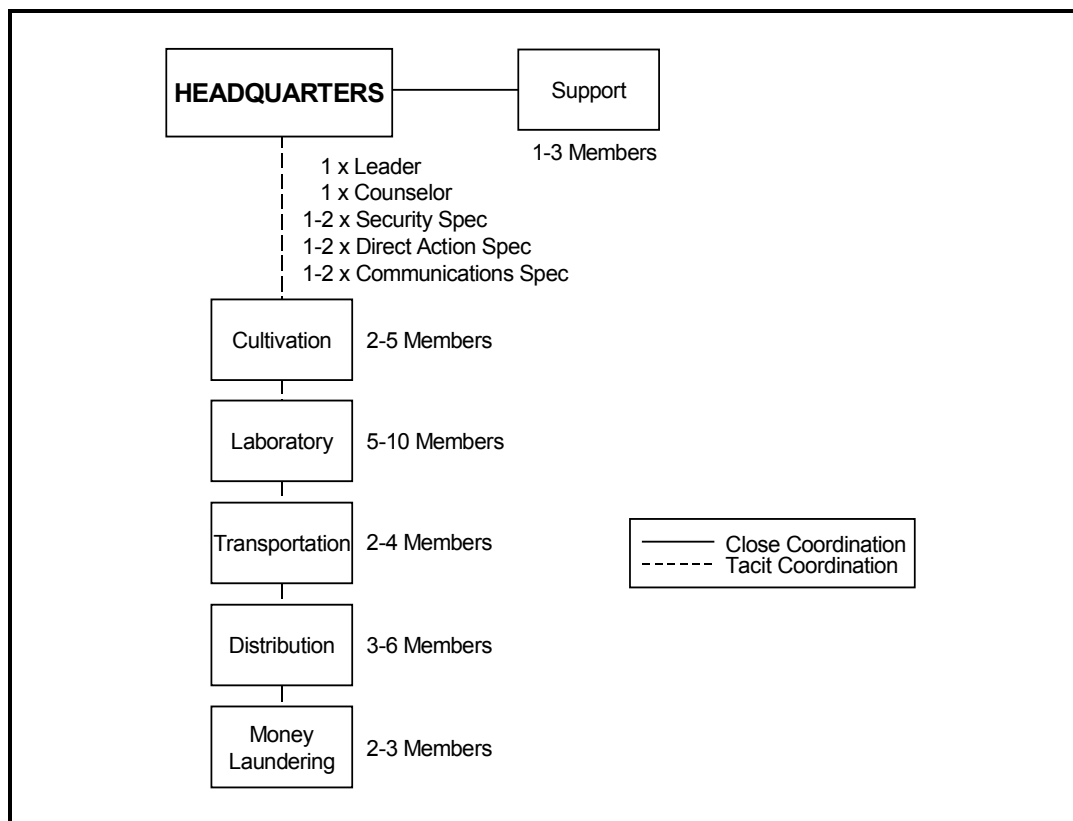 HEADQUARTERS
Support
1-3 Members
1 x Leader
1 x Counselor
1-2 x Security Spec
1-2 x Direct Action Spec
1-2 x Communications Spec
Cultivation
2-5 Members
Laboratory
5-10 Members
Transportation
2-4 Members
Close Coordination
Tacit Coordination
Distribution
3-6 Members
Money
Laundering
2-3 Members